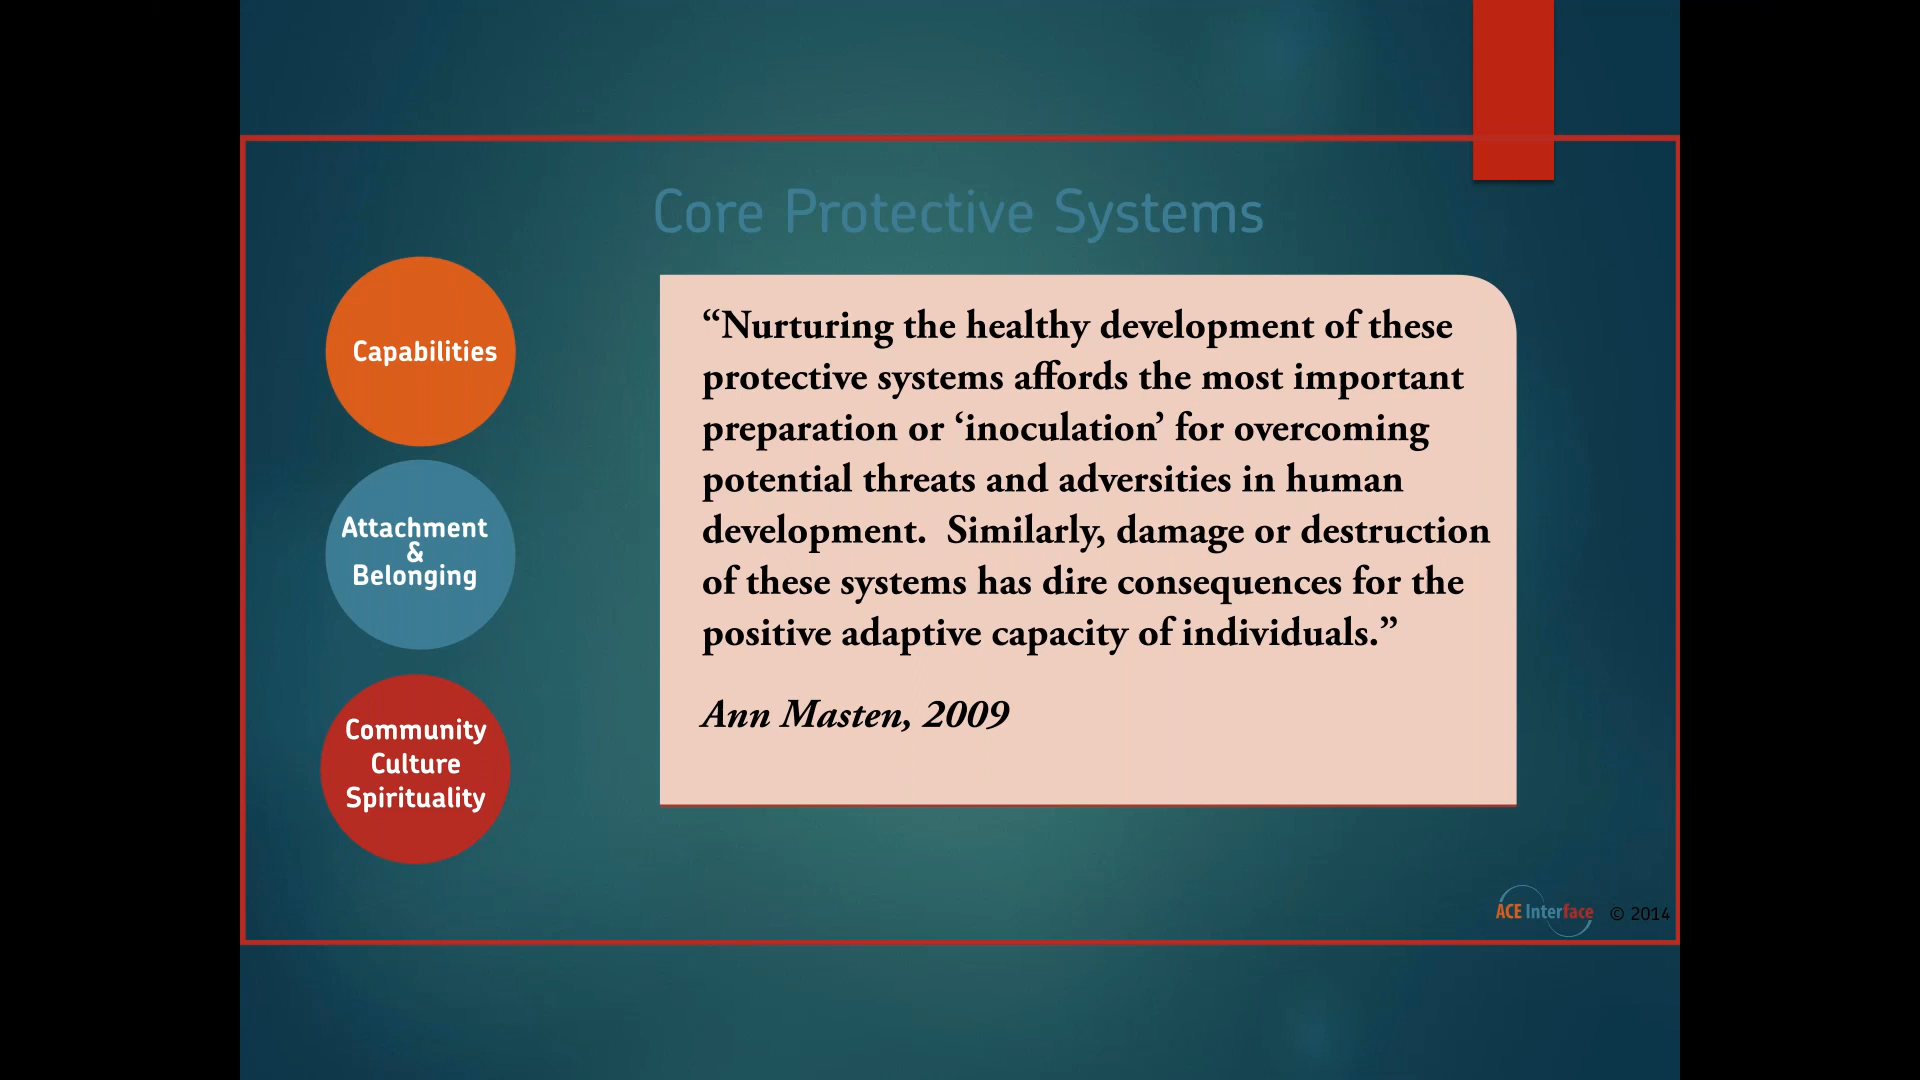 Core Protective Systems
Capabilities
Attachment
&
Belonging
Community
Culture
Spirituality
“Nurturing the healthy development of these
protective systems affords the most important
preparation or ‘inoculation’ for overcoming
potential threats and adversities in human
development.  Similarly, damage or destruction
of these systems has dire consequences for the
positive adaptive capacity of individuals.”
Ann Masten, 2009
ACE Interface © 2014